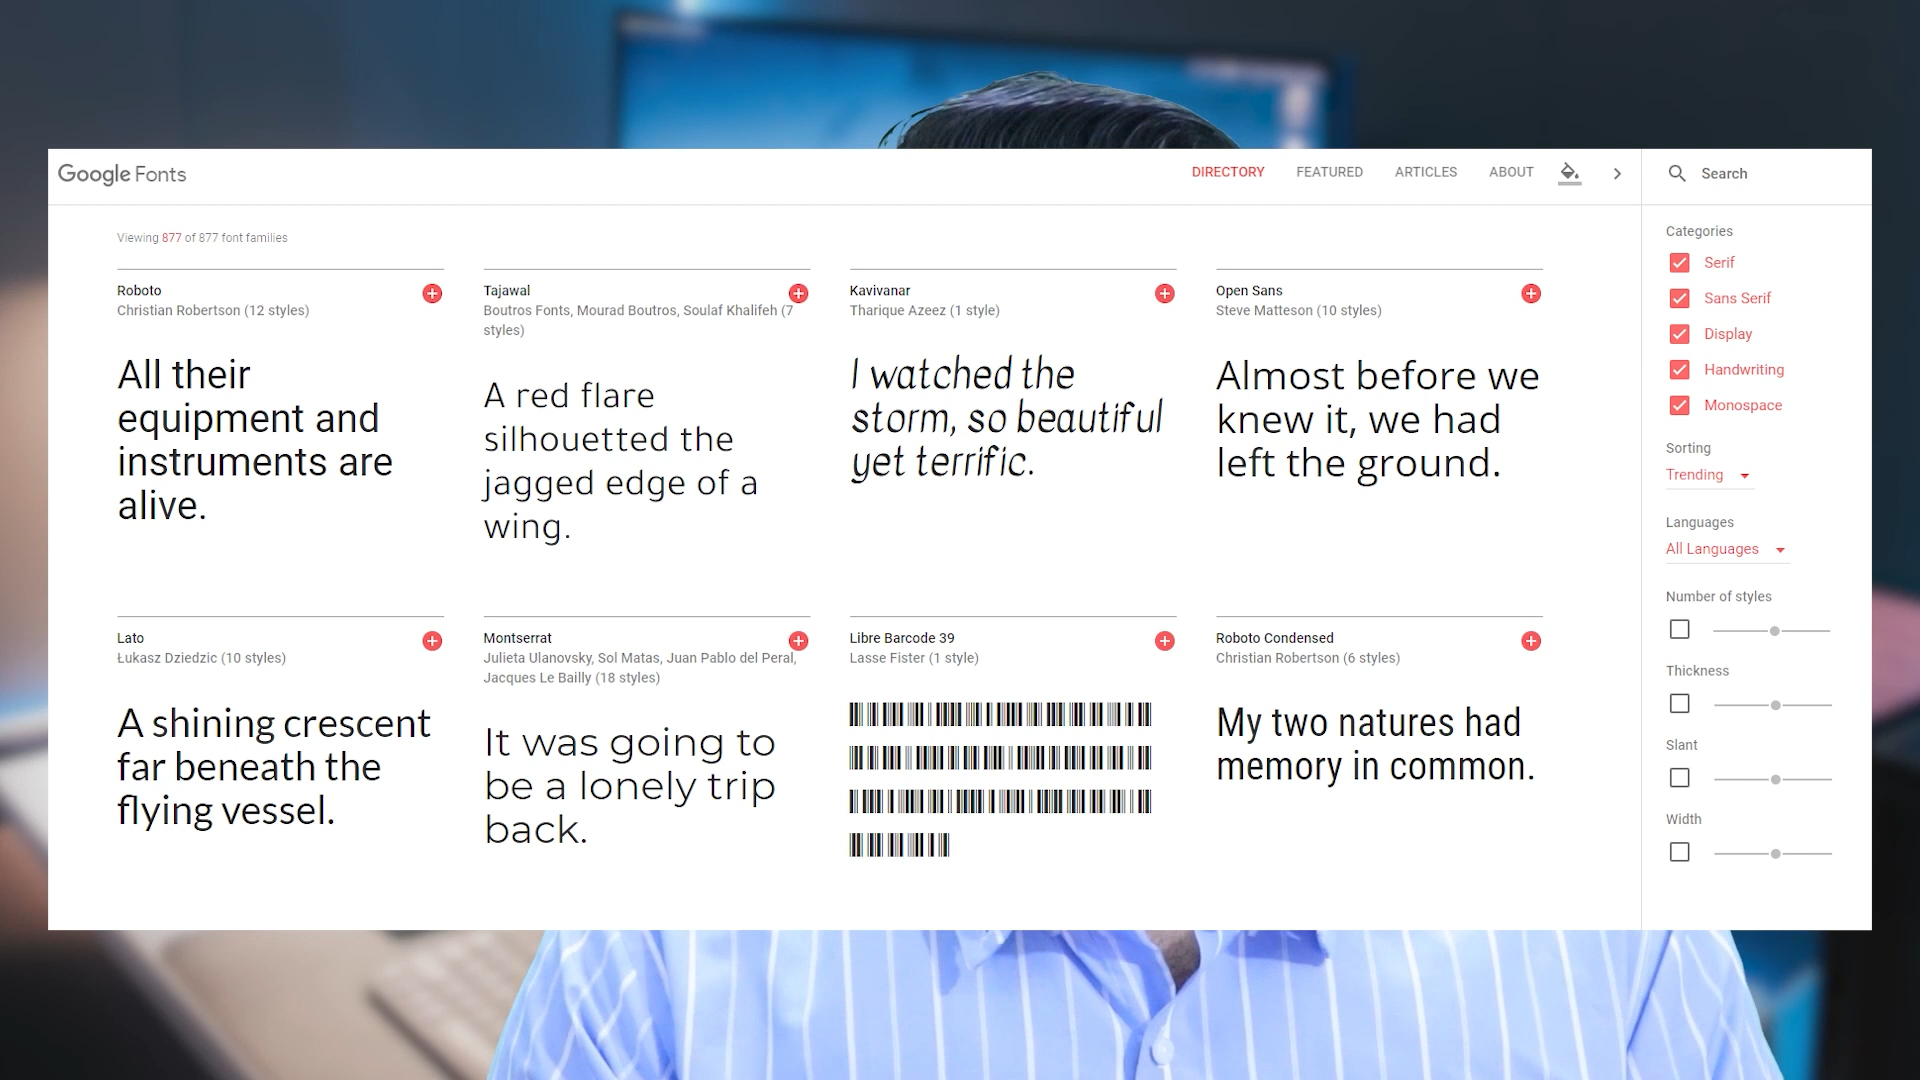 Google Fonts
DIRECTORY
FEATURED
ARTICLES
ABOUT
Search
Viewing 877 of 877 font families
Roboto
Christian Robertson (12 styles)
All their
equipment and
instruments are
alive.
Tajawal
Boutros Fonts, Mourad Boutros, Soulaf Khalifeh (7
styles)
A red flare
silhouetted the
jagged edge of a
wing.
Kavivanar
Tharique Azeez (1 style)
I watched the
storm, so beautiful
yet terrific.
Open Sans
Steve Matteson (10 styles)
Almost before we
knew it, we had
left the ground.
Lato
Łukasz Dziedzic (10 styles)
A shining crescent
far beneath the
flying vessel.
Montserrat
Julieta Ulanovsky, Sol Matas, Juan Pablo del Peral,
Jacques Le Bailly (18 styles)
It was going to
be a lonely trip
back.
Libre Barcode 39
Lasse Fister (1 style)
Roboto Condensed
Christian Robertson (6 styles)
My two natures had
memory in common.
Categories
Serif
Sans Serif
Display
Handwriting
Monospace
Sorting
Trending
Languages
All Languages
Number of styles
Thickness
Slant
Width